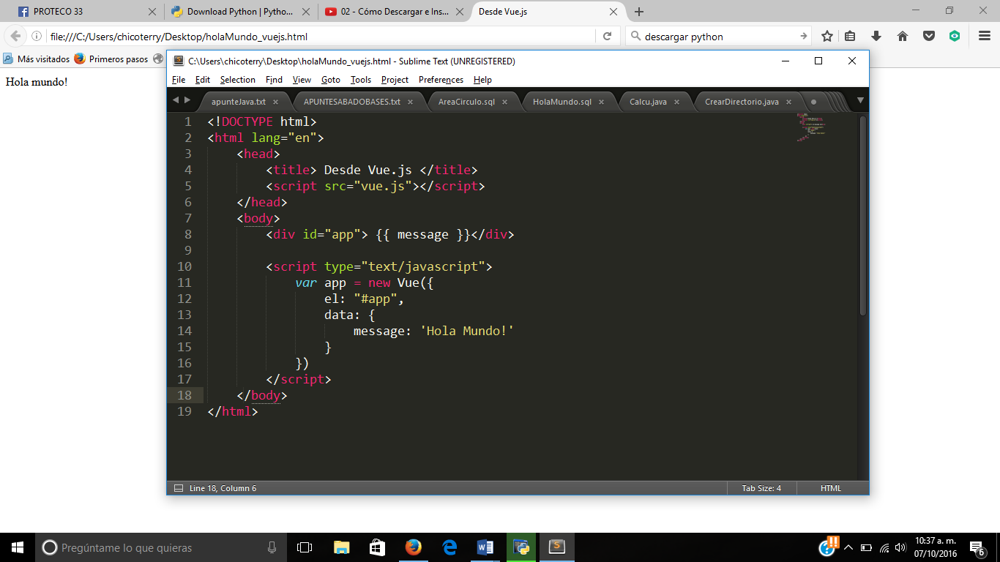 PROTECO 33
Download Python | Pytho...
02 - Cómo Descargar e Ins...
Desde Vue.js
file:///C:/Users/chicoterry/Desktop/holaMundo_vuejs.html
descargar python
Más visitados
Primeros pasos
Hola mundo!
C:\Users\chicoterry\Desktop\holaMundo_vuejs.html - Sublime Text (UNREGISTERED)
File Edit Selection Find View Goto Tools Project Preferences Help
apunteJava.txt
APUNTESABADOBASES.txt
AreaCirculo.sql
HolaMundo.sql
Calcu.java
CrearDirectorio.java
1 <!DOCTYPE html>
2 <html lang="en">
3     <head>
4         <title> Desde Vue.js </title>
5         <script src="vue.js"></script>
6     </head>
7     <body>
8         <div id="app"> {{ message }}</div>
9
10         <script type="text/javascript">
11             var app = new Vue({
12                 el: "#app",
13                 data: {
14                     message: 'Hola Mundo!'
15                 }
16             })
17         </script>
18     </body>
19 </html>
Line 18, Column 6
Tab Size: 4
HTML
Pregúntame lo que quieras
10:37 a. m.
07/10/2016
6